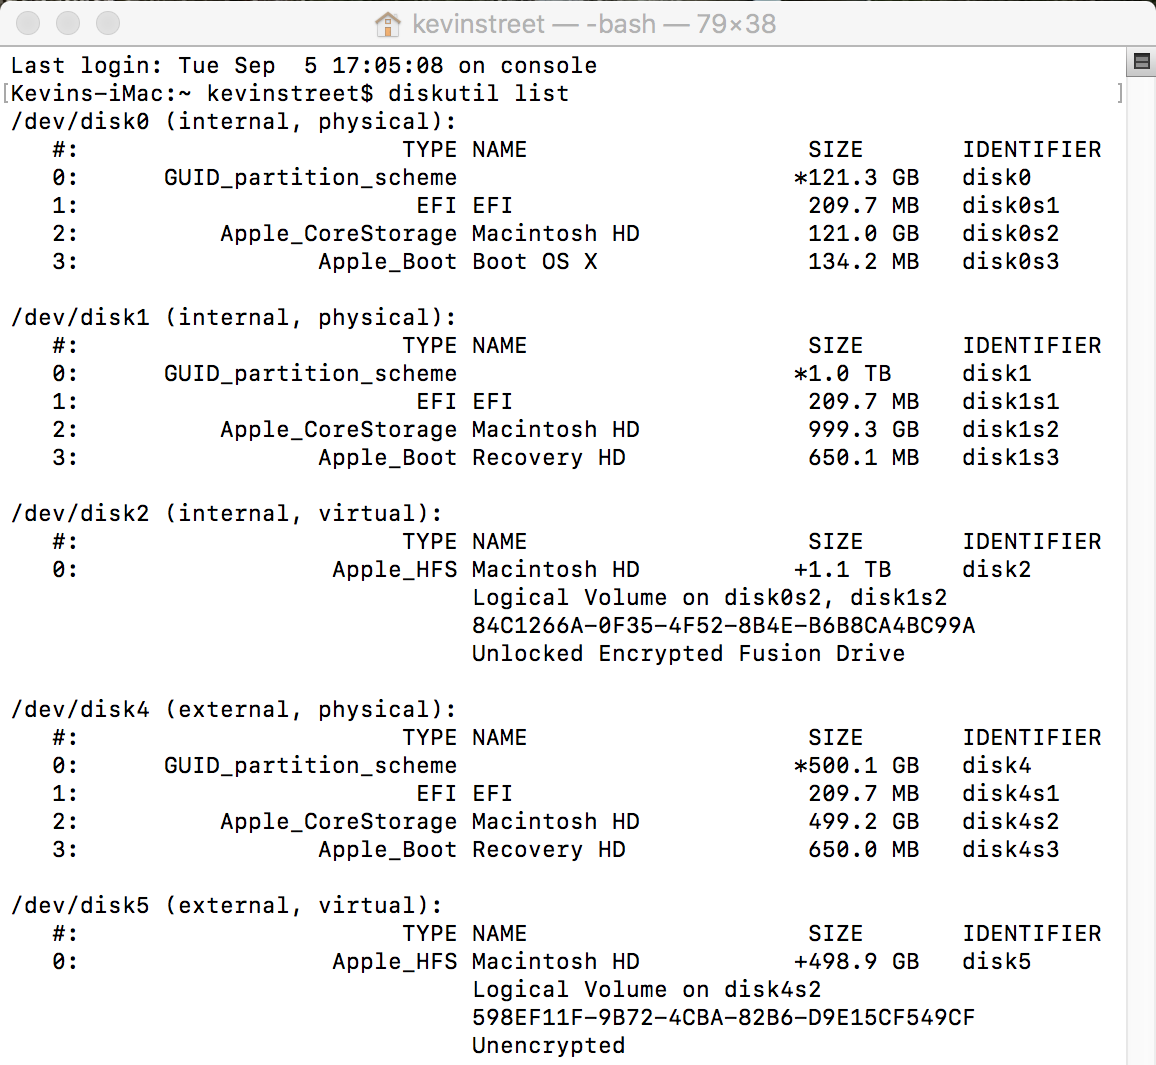 kevinstreet — -bash — 79×38
Last login: Tue Sep  5 17:05:08 on console
[Kevins-iMac:~ kevinstreet$ diskutil list ]
/dev/disk0 (internal, physical):
   #:                       TYPE NAME                    SIZE       IDENTIFIER
   0:      GUID_partition_scheme                        *121.3 GB   disk0
   1:                        EFI EFI                     209.7 MB   disk0s1
   2:          Apple_CoreStorage Macintosh HD            121.0 GB   disk0s2
   3:                 Apple_Boot Boot OS X               134.2 MB   disk0s3

/dev/disk1 (internal, physical):
   #:                       TYPE NAME                    SIZE       IDENTIFIER
   0:      GUID_partition_scheme                        *1.0 TB     disk1
   1:                        EFI EFI                     209.7 MB   disk1s1
   2:          Apple_CoreStorage Macintosh HD            999.3 GB   disk1s2
   3:                 Apple_Boot Recovery HD             650.1 MB   disk1s3

/dev/disk2 (internal, virtual):
   #:                       TYPE NAME                    SIZE       IDENTIFIER
   0:                  Apple_HFS Macintosh HD           +1.1 TB     disk2
                                 Logical Volume on disk0s2, disk1s2
                                 84C1266A-0F35-4F52-8B4E-B6B8CA4BC99A
                                 Unlocked Encrypted Fusion Drive

/dev/disk4 (external, physical):
   #:                       TYPE NAME                    SIZE       IDENTIFIER
   0:      GUID_partition_scheme                        *500.1 GB   disk4
   1:                        EFI EFI                     209.7 MB   disk4s1
   2:          Apple_CoreStorage Macintosh HD            499.2 GB   disk4s2
   3:                 Apple_Boot Recovery HD             650.0 MB   disk4s3

/dev/disk5 (external, virtual):
   #:                       TYPE NAME                    SIZE       IDENTIFIER
   0:                  Apple_HFS Macintosh HD           +498.9 GB   disk5
                                 Logical Volume on disk4s2
                                 598EF11F-9B72-4CBA-82B6-D9E15CF549CF
                                 Unencrypted